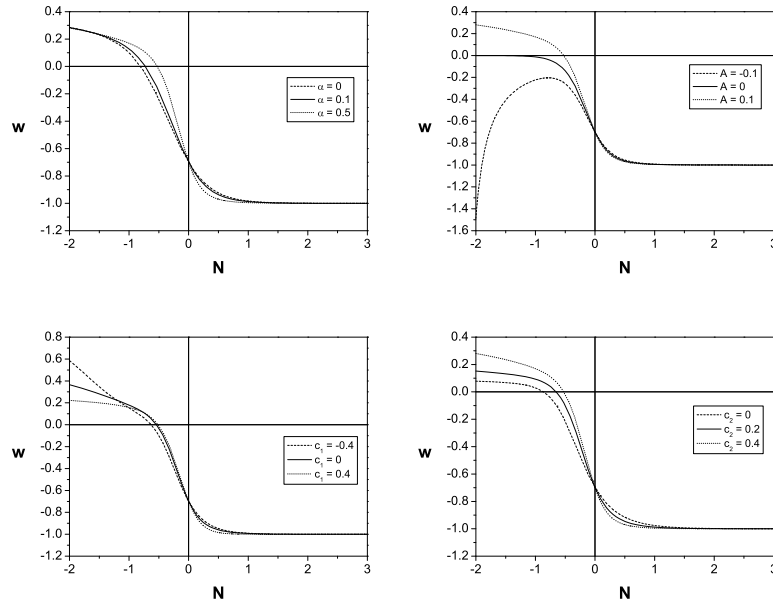 0.4
0.2
0.0
-0.2
-0.4
-0.6
-0.8
-1.0
-1.2
w
-2 -1 0 1 2 3
N
α = 0
α = 0.1
α = 0.5
0.4
0.2
0.0
-0.2
-0.4
-0.6
-0.8
-1.0
-1.2
-1.4
-1.6
w
-2 -1 0 1 2 3
N
A = -0.1
A = 0
A = 0.1
0.8
0.6
0.4
0.2
0.0
-0.2
-0.4
-0.6
-0.8
-1.0
-1.2
w
-2 -1 0 1 2 3
N
c₁ = -0.4
c₁ = 0
c₁ = 0.4
0.4
0.2
0.0
-0.2
-0.4
-0.6
-0.8
-1.0
-1.2
w
-2 -1 0 1 2 3
N
c₂ = 0
c₂ = 0.2
c₂ = 0.4